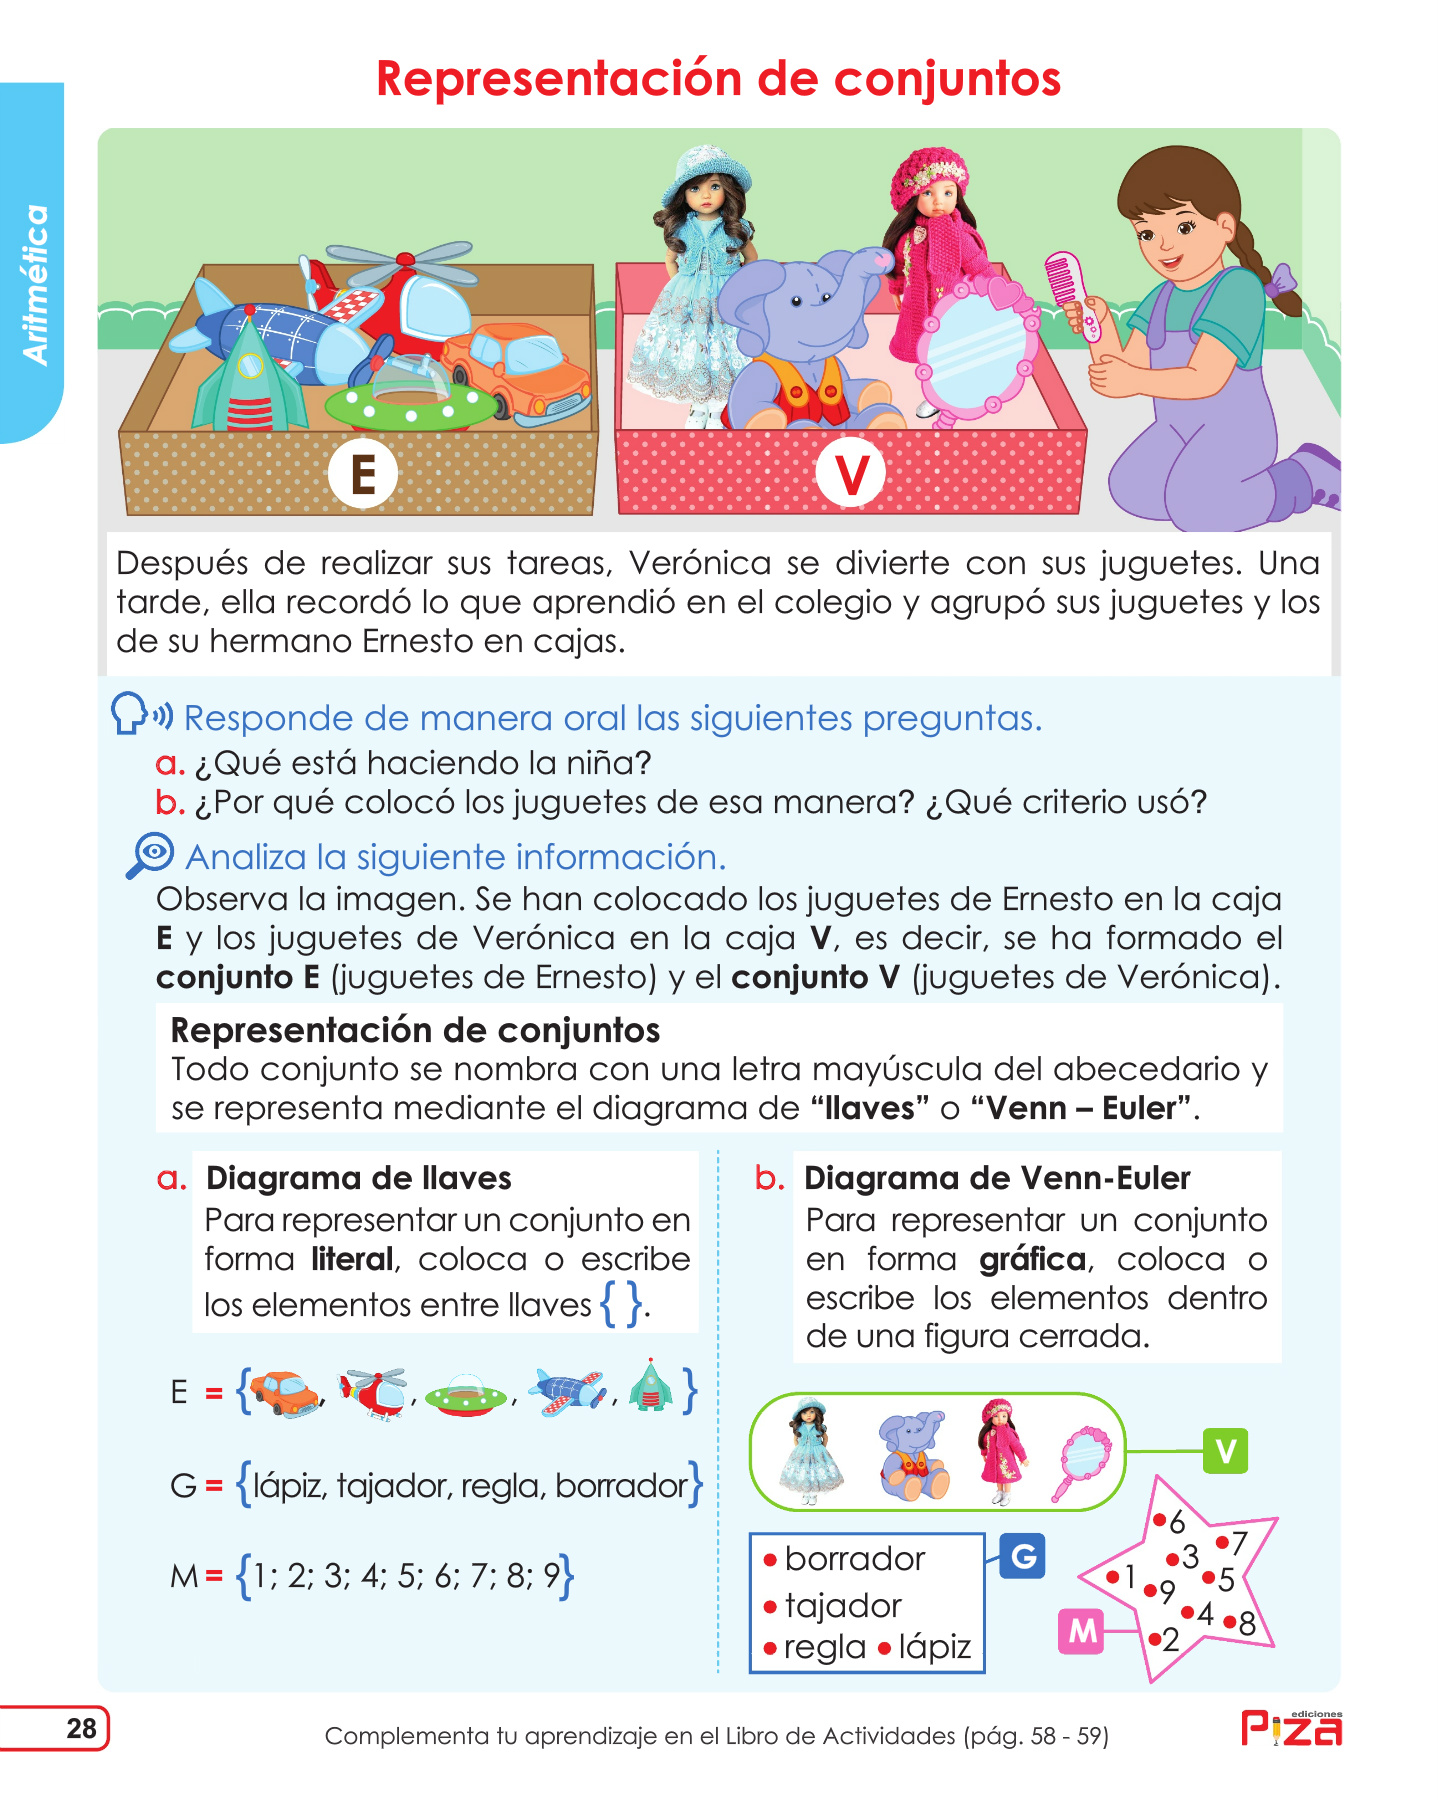 Representación de conjuntos
Aritmética
E
V
Después de realizar sus tareas, Verónica se divierte con sus juguetes. Una
tarde, ella recordó lo que aprendió en el colegio y agrupó sus juguetes y los
de su hermano Ernesto en cajas.
Responde de manera oral las siguientes preguntas.
a. ¿Qué está haciendo la niña?
b. ¿Por qué colocó los juguetes de esa manera? ¿Qué criterio usó?
Analiza la siguiente información.
Observa la imagen. Se han colocado los juguetes de Ernesto en la caja
E y los juguetes de Verónica en la caja V, es decir, se ha formado el
conjunto E (juguetes de Ernesto) y el conjunto V (juguetes de Verónica).
Representación de conjuntos
Todo conjunto se nombra con una letra mayúscula del abecedario y
se representa mediante el diagrama de “llaves” o “Venn – Euler”.
a. Diagrama de llaves
Para representar un conjunto en
forma literal, coloca o escribe
los elementos entre llaves { }.
E = { , , , , }
G = {lápiz, tajador, regla, borrador}
M = {1; 2; 3; 4; 5; 6; 7; 8; 9}
b. Diagrama de Venn-Euler
Para representar un conjunto
en forma gráfica, coloca o
escribe los elementos dentro
de una figura cerrada.
V
• borrador
• tajador
• regla • lápiz
G
•6
•7
•3
•1
•5
•9
•4
•8
•2
M
28
Complementa tu aprendizaje en el Libro de Actividades (pág. 58 - 59)
ediciones
Piza